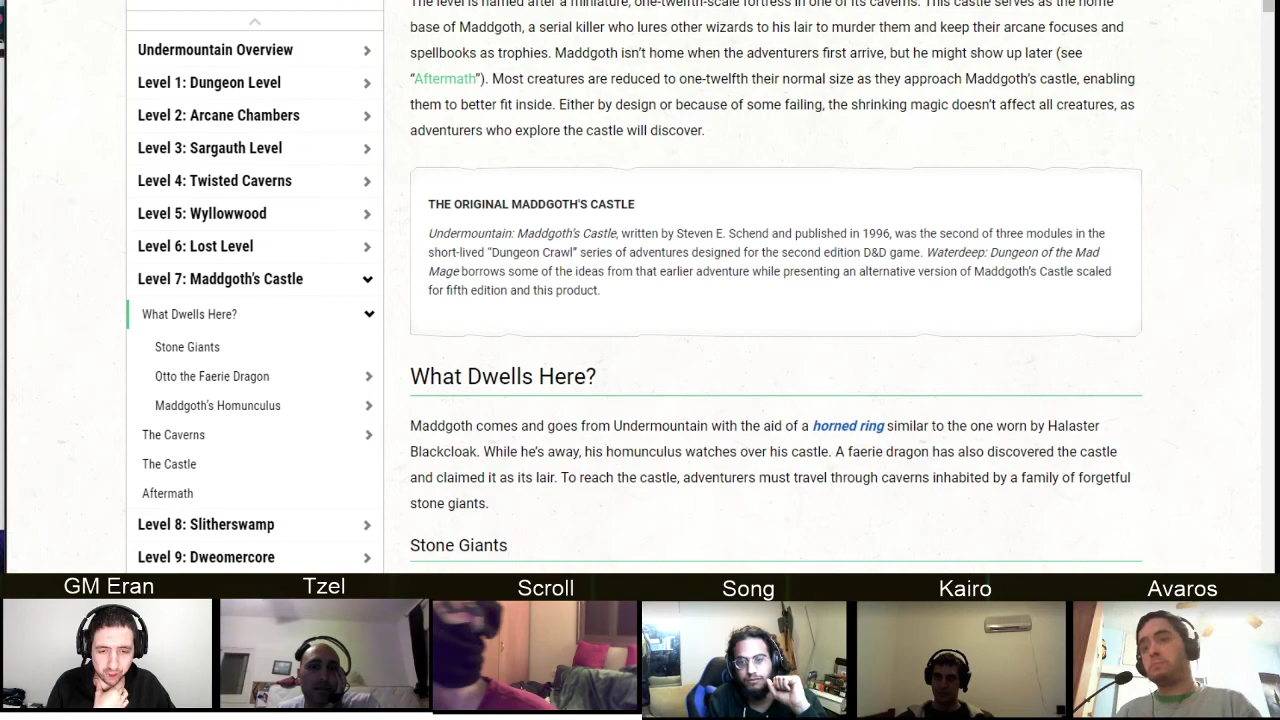 The level is named after a miniature, one-twelfth-scale fortress in one of its caverns. This castle serves as the home
base of Maddgoth, a serial killer who lures other wizards to his lair to murder them and keep their arcane focuses and
spellbooks as trophies. Maddgoth isn’t home when the adventurers first arrive, but he might show up later (see
“Aftermath”). Most creatures are reduced to one-twelfth their normal size as they approach Maddgoth’s castle, enabling
them to better fit inside. Either by design or because of some failing, the shrinking magic doesn’t affect all creatures, as
adventurers who explore the castle will discover.
THE ORIGINAL MADDGOTH'S CASTLE
Undermountain: Maddgoth’s Castle, written by Steven E. Schend and published in 1996, was the second of three modules in the
short-lived “Dungeon Crawl” series of adventures designed for the second edition D&D game. Waterdeep: Dungeon of the Mad
Mage borrows some of the ideas from that earlier adventure while presenting an alternative version of Maddgoth’s Castle scaled
for fifth edition and this product.
What Dwells Here?
Maddgoth comes and goes from Undermountain with the aid of a horned ring similar to the one worn by Halaster
Blackcloak. While he’s away, his homunculus watches over his castle. A faerie dragon has also discovered the castle
and claimed it as its lair. To reach the castle, adventurers must travel through caverns inhabited by a family of forgetful
stone giants.
Stone Giants
Undermountain Overview
Level 1: Dungeon Level
Level 2: Arcane Chambers
Level 3: Sargauth Level
Level 4: Twisted Caverns
Level 5: Wyllowwood
Level 6: Lost Level
Level 7: Maddgoth’s Castle
What Dwells Here?
Stone Giants
Otto the Faerie Dragon
Maddgoth’s Homunculus
The Caverns
The Castle
Aftermath
Level 8: Slitherswamp
Level 9: Dweomercore
GM Eran
Tzel
Scroll
Song
Kairo
Avaros